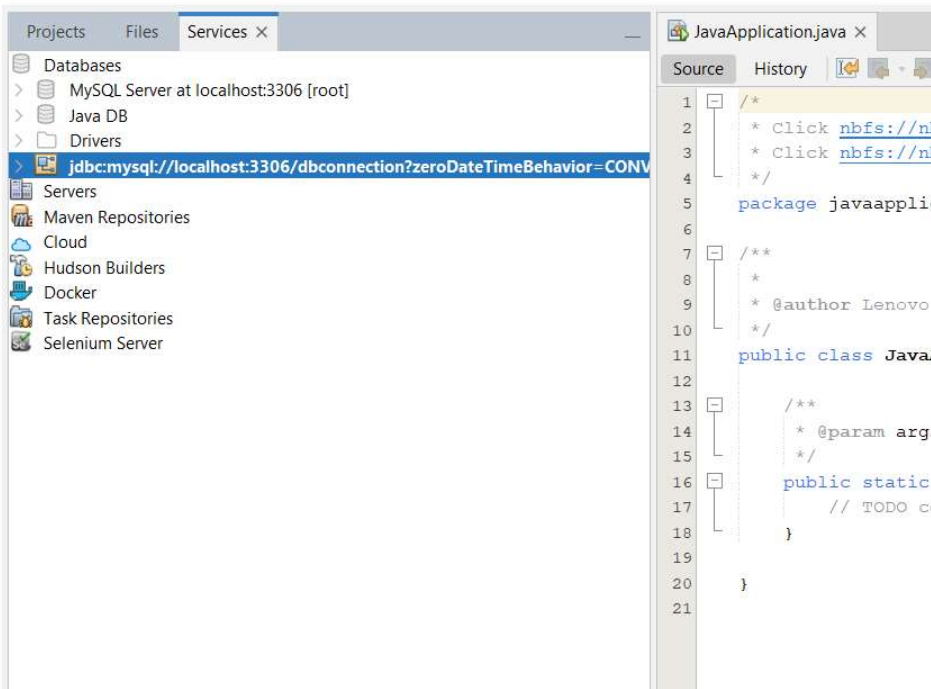 Projects Files Services ×
Databases
MySQL Server at localhost:3306 [root]
Java DB
Drivers
jdbc:mysql://localhost:3306/dbconnection?zeroDateTimeBehavior=CONV
Servers
Maven Repositories
Cloud
Hudson Builders
Docker
Task Repositories
Selenium Server
JavaApplication.java ×
Source History
1 /*
2 * Click nbfs://nb
3 * Click nbfs://nb
4 */
5 package javaappli
6
7 /**
8 *
9 * @author Lenovo
10 */
11 public class Java
12
13 /**
14 * @param arg
15 */
16 public static
17 // TODO c
18 }
19
20 }
21